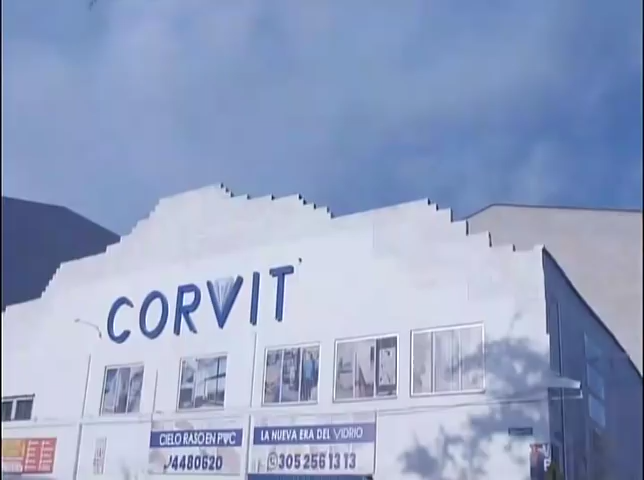 CORVIT
CIELO RASO EN PVC
4480620
LA NUEVA ERA DEL VIDRIO
305 256 13 13